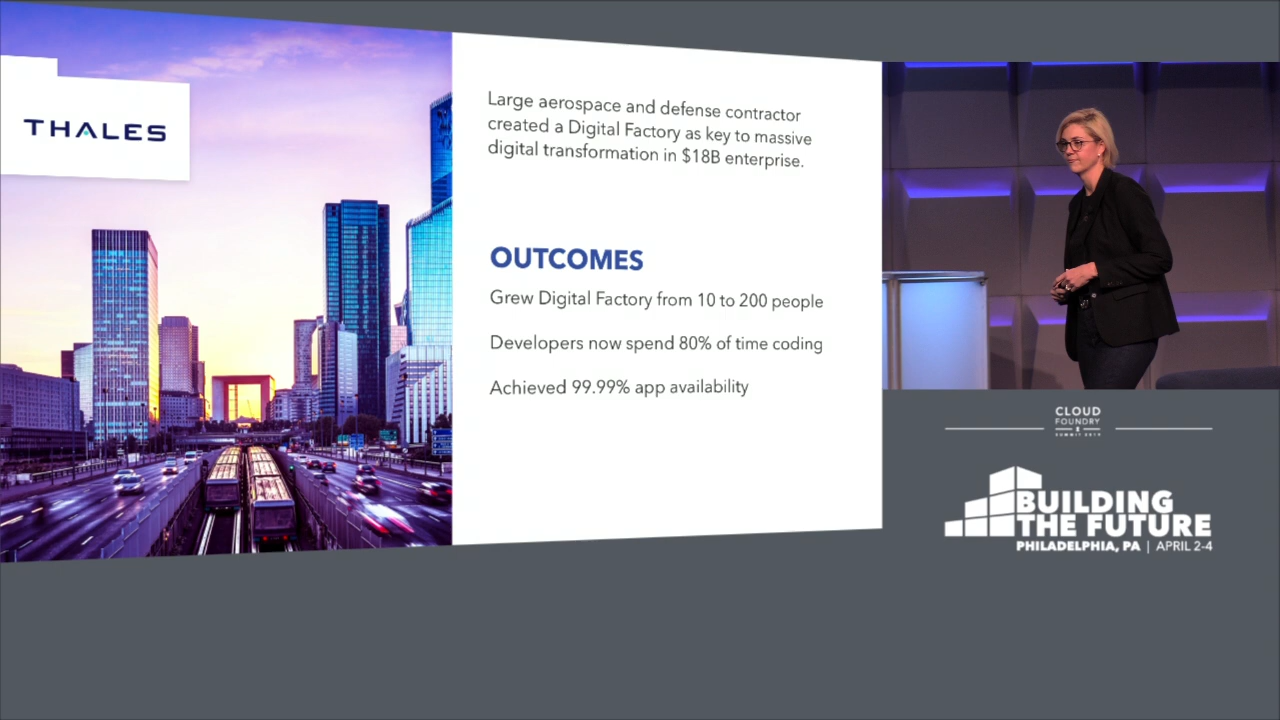 THALES
Large aerospace and defense contractor
created a Digital Factory as key to massive
digital transformation in $18B enterprise.
OUTCOMES
Grew Digital Factory from 10 to 200 people
Developers now spend 80% of time coding
Achieved 99.99% app availability
CLOUD
FOUNDRY
SUMMIT 2019
BUILDING
THE FUTURE
PHILADELPHIA, PA | APRIL 2-4